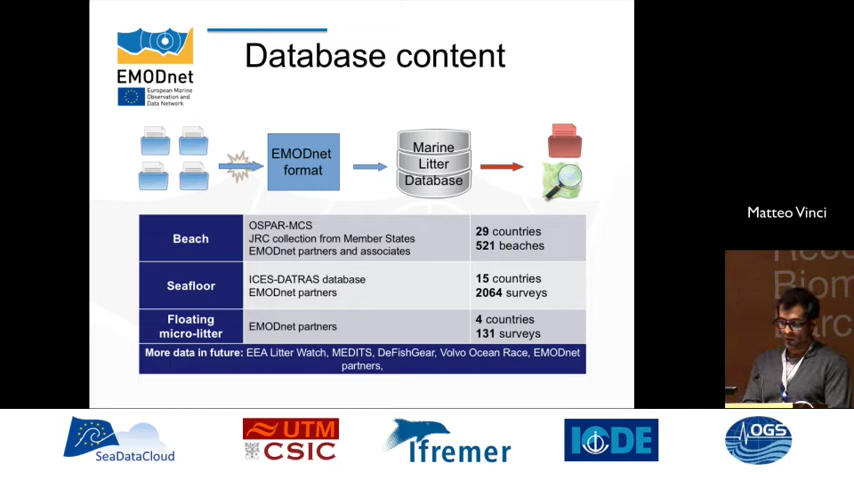 Database content
EMODnet
European Marine
Observation and
Data Network
EMODnet
format
Marine
Litter
Database
Beach
OSPAR-MCS
JRC collection from Member States
EMODnet partners and associates
29 countries
521 beaches
Seafloor
ICES-DATRAS database
EMODnet partners
15 countries
2064 surveys
Floating
micro-litter
EMODnet partners
4 countries
131 surveys
More data in future: EEA Litter Watch, MEDITS, DeFishGear, Volvo Ocean Race, EMODnet
partners,
Matteo Vinci
SeaDataCloud
UTM
CSIC
Ifremer
IODE
OGS